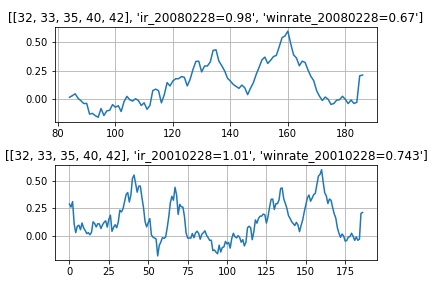 [[32, 33, 35, 40, 42], 'ir_20080228=0.98', 'winrate_20080228=0.67']
0.50
0.25
0.00
80 100 120 140 160 180
[[32, 33, 35, 40, 42], 'ir_20010228=1.01', 'winrate_20010228=0.743']
0.50
0.25
0.00
0 25 50 75 100 125 150 175